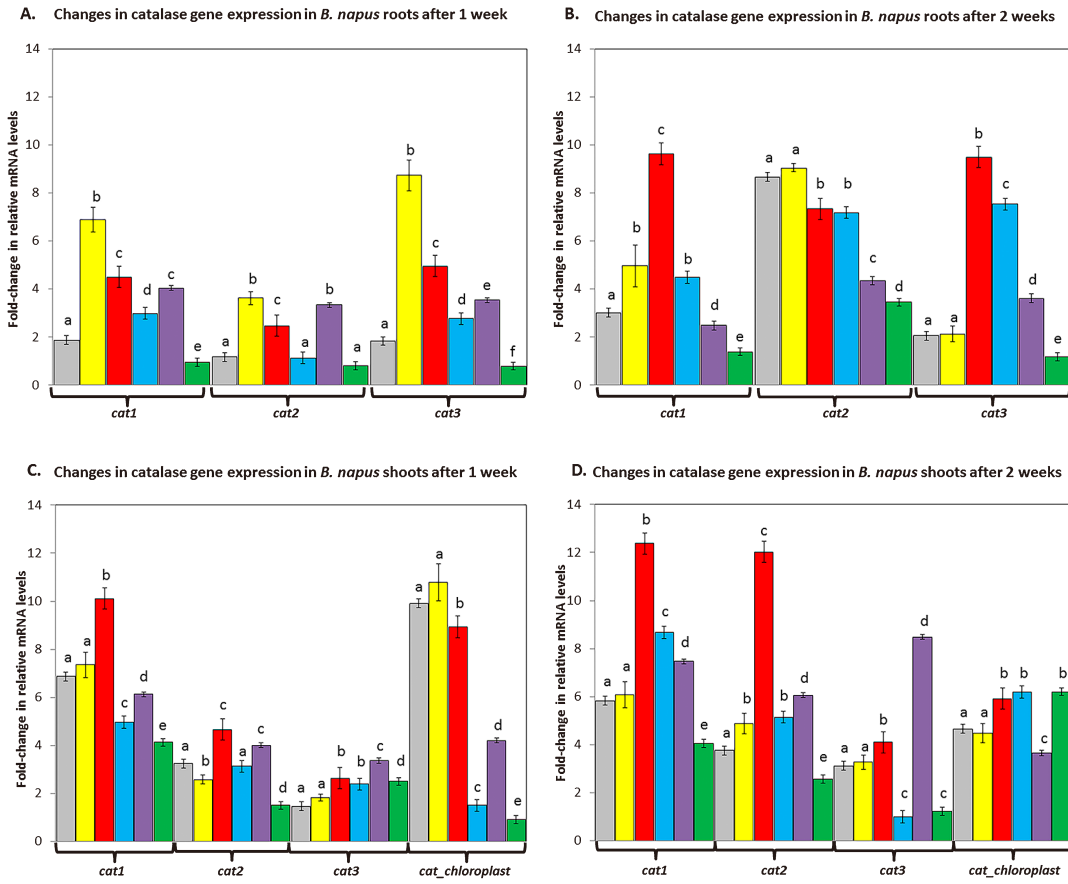 A. Changes in catalase gene expression in B. napus roots after 1 week
Fold-change in relative mRNA levels
14
12
10
8
6
4
2
0
a b c d c e
a b c a b a
a b c d e f
cat1 cat2 cat3
B. Changes in catalase gene expression in B. napus roots after 2 weeks
Fold-change in relative mRNA levels
14
12
10
8
6
4
2
0
a b c b d e
a a b b c d
a a b c d e
cat1 cat2 cat3
C. Changes in catalase gene expression in B. napus shoots after 1 week
Fold-change in relative mRNA levels
14
12
10
8
6
4
2
0
a a b c d e
a b c a c d
a a b b c d
a a b c d e
cat1 cat2 cat3 cat_chloroplast
D. Changes in catalase gene expression in B. napus shoots after 2 weeks
Fold-change in relative mRNA levels
14
12
10
8
6
4
2
0
a a b c d e
a b c b d e
a a b c d c
a a b b c b
cat1 cat2 cat3 cat_chloroplast